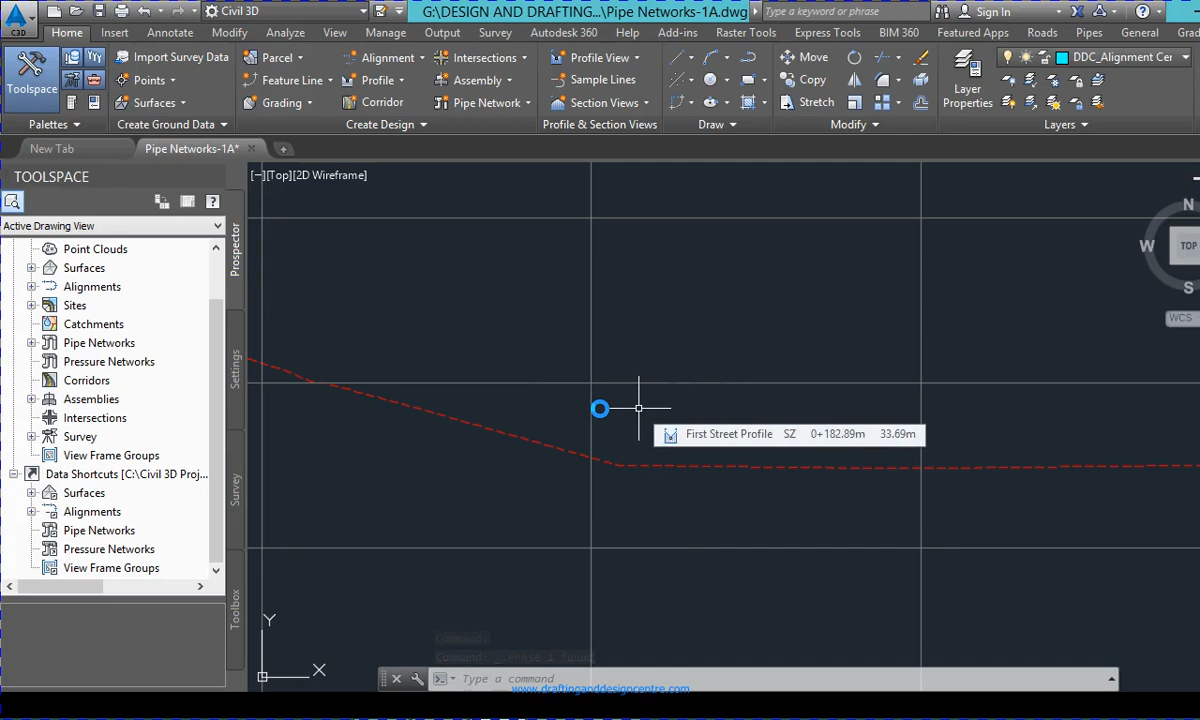 C3D
Civil 3D
G:\DESIGN AND DRAFTING...\Pipe Networks-1A.dwg
Type a keyword or phrase
Sign In
Home Insert Annotate Modify Analyze View Manage Output Survey Autodesk 360 Help Add-ins Raster Tools Express Tools BIM 360 Featured Apps Roads Pipes General Grad
Toolspace
Palettes
Import Survey Data
Points
Surfaces
Create Ground Data
Parcel
Feature Line
Grading
Alignment
Profile
Corridor
Intersections
Assembly
Pipe Network
Create Design
Profile View
Sample Lines
Section Views
Profile & Section Views
Draw
Move
Copy
Stretch
Modify
Layer
Properties
DDC_Alignment Cer
Layers
New Tab
Pipe Networks-1A*
TOOLSPACE
Active Drawing View
Point Clouds
Surfaces
Alignments
Sites
Catchments
Pipe Networks
Pressure Networks
Corridors
Assemblies
Intersections
Survey
View Frame Groups
Data Shortcuts [C:\Civil 3D Proj...
Surfaces
Alignments
Pipe Networks
Pressure Networks
View Frame Groups
Prospector
Settings
Survey
Toolbox
[−][Top][2D Wireframe]
N
W
TOP
S
WCS
First Street Profile SZ 0+182.89m 33.69m
Y
X
Command:
Command: _.erase 1 found
Type a command
www.draftinganddesigncentre.com